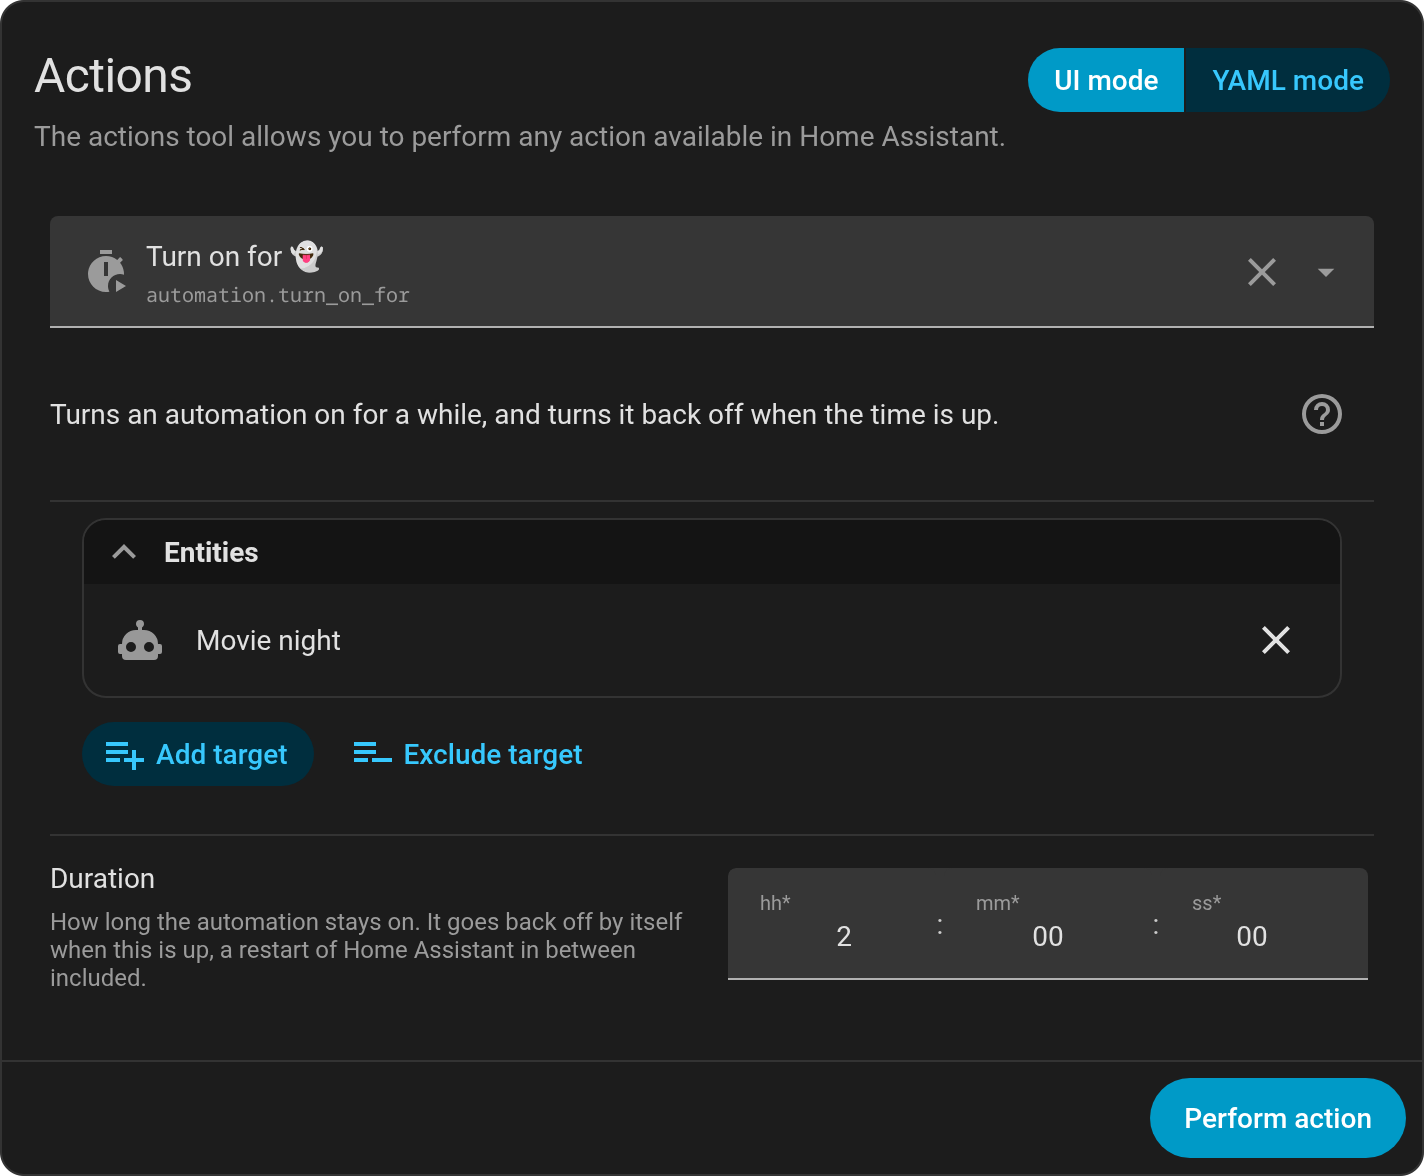 Actions
UI mode
YAML mode
The actions tool allows you to perform any action available in Home Assistant.
Turn on for 👻
automation.turn_on_for
Turns an automation on for a while, and turns it back off when the time is up.
Entities
Movie night
Add target
Exclude target
Duration
How long the automation stays on. It goes back off by itself
when this is up, a restart of Home Assistant in between
included.
hh*
mm*
ss*
2 : 00 : 00
Perform action